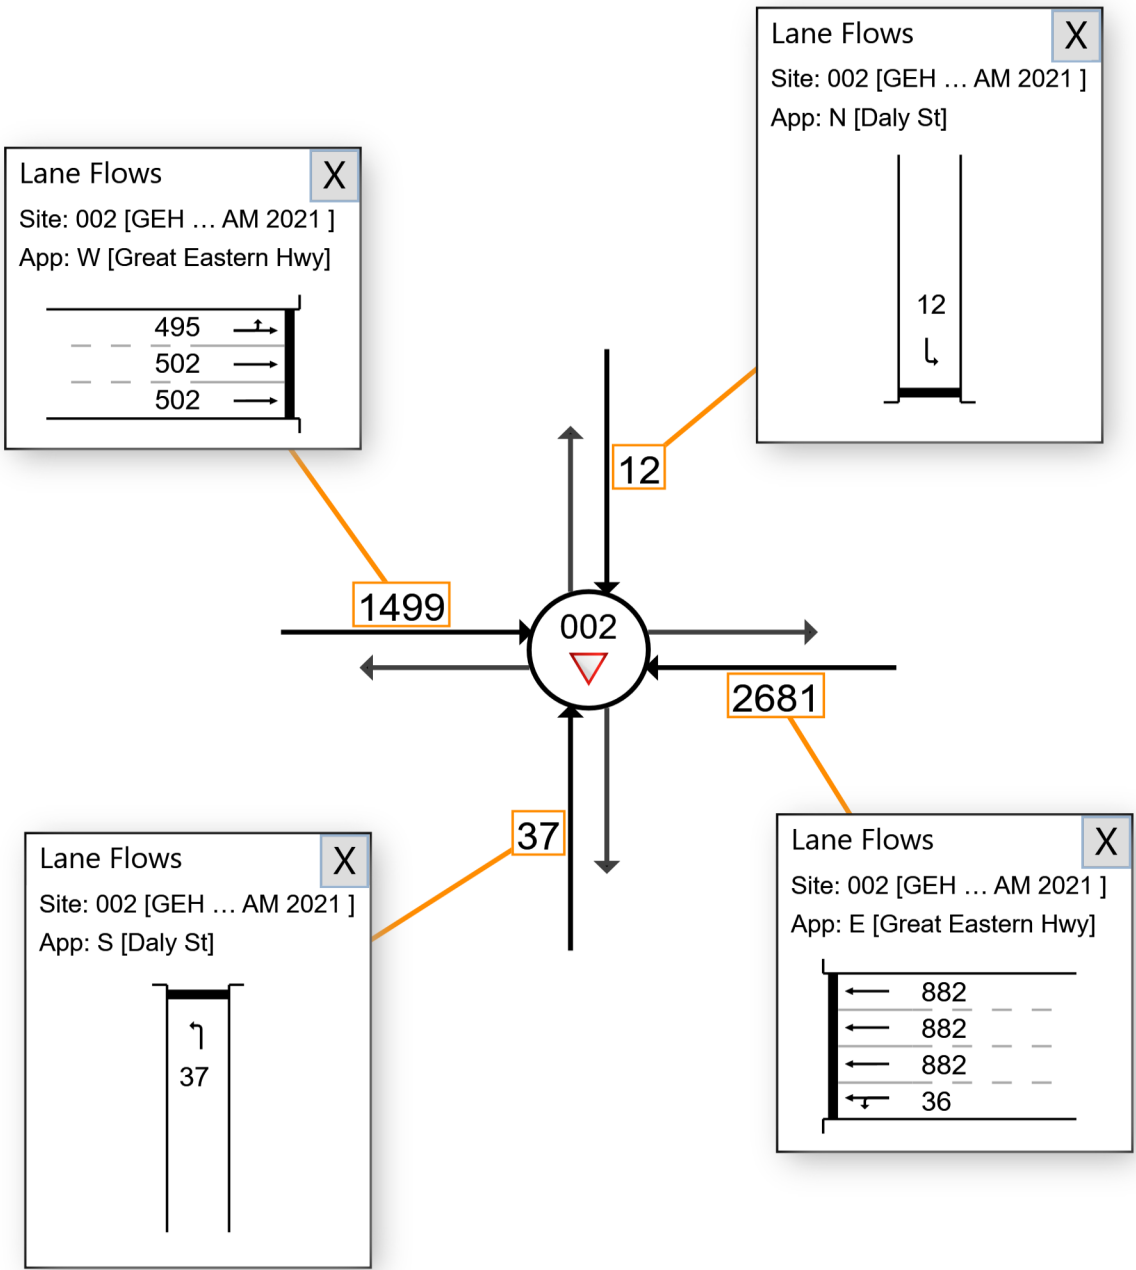 Lane Flows X
Site: 002 [GEH ... AM 2021 ]
App: N [Daly St]
12
Lane Flows X
Site: 002 [GEH ... AM 2021 ]
App: W [Great Eastern Hwy]
495
502
502
12
1499
002
2681
37
Lane Flows X
Site: 002 [GEH ... AM 2021 ]
App: S [Daly St]
37
Lane Flows X
Site: 002 [GEH ... AM 2021 ]
App: E [Great Eastern Hwy]
882
882
882
36